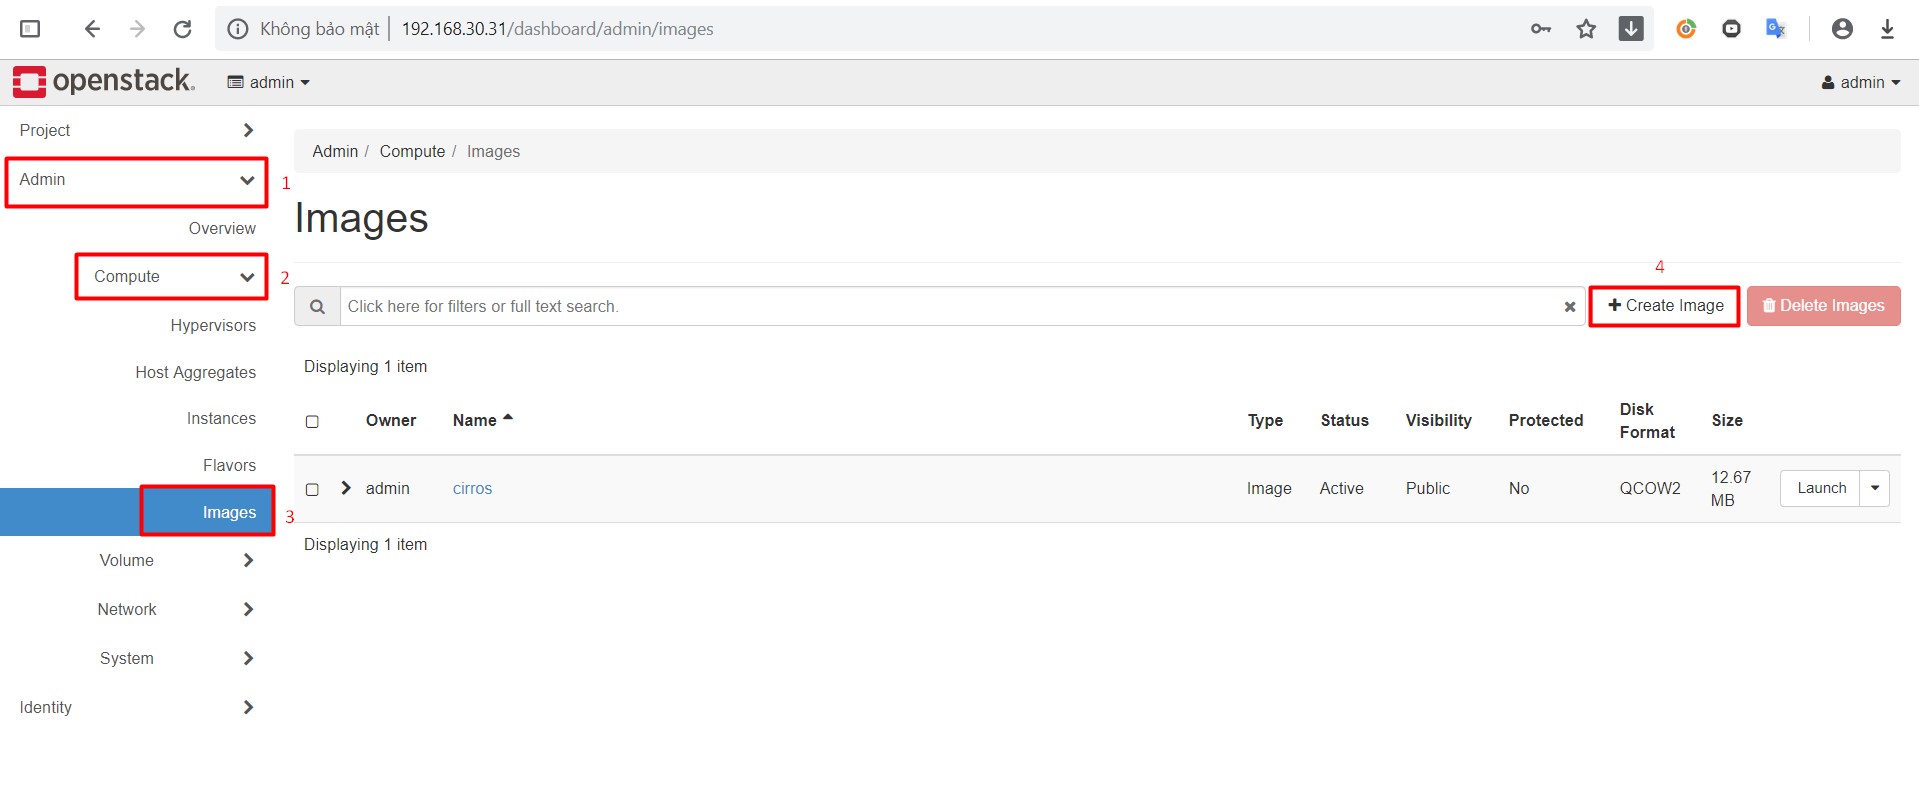 Không bảo mật 192.168.30.31/dashboard/admin/images
openstack. admin admin
Project
Admin 1
Overview
Compute 2
Hypervisors
Host Aggregates
Instances
Flavors
Images 3
Volume
Network
System
Identity
Admin / Compute / Images
Images
4
Click here for filters or full text search. Create Image Delete Images
Displaying 1 item
Owner Name Type Status Visibility Protected Disk Format Size
admin cirros Image Active Public No QCOW2 12.67 MB Launch
Displaying 1 item